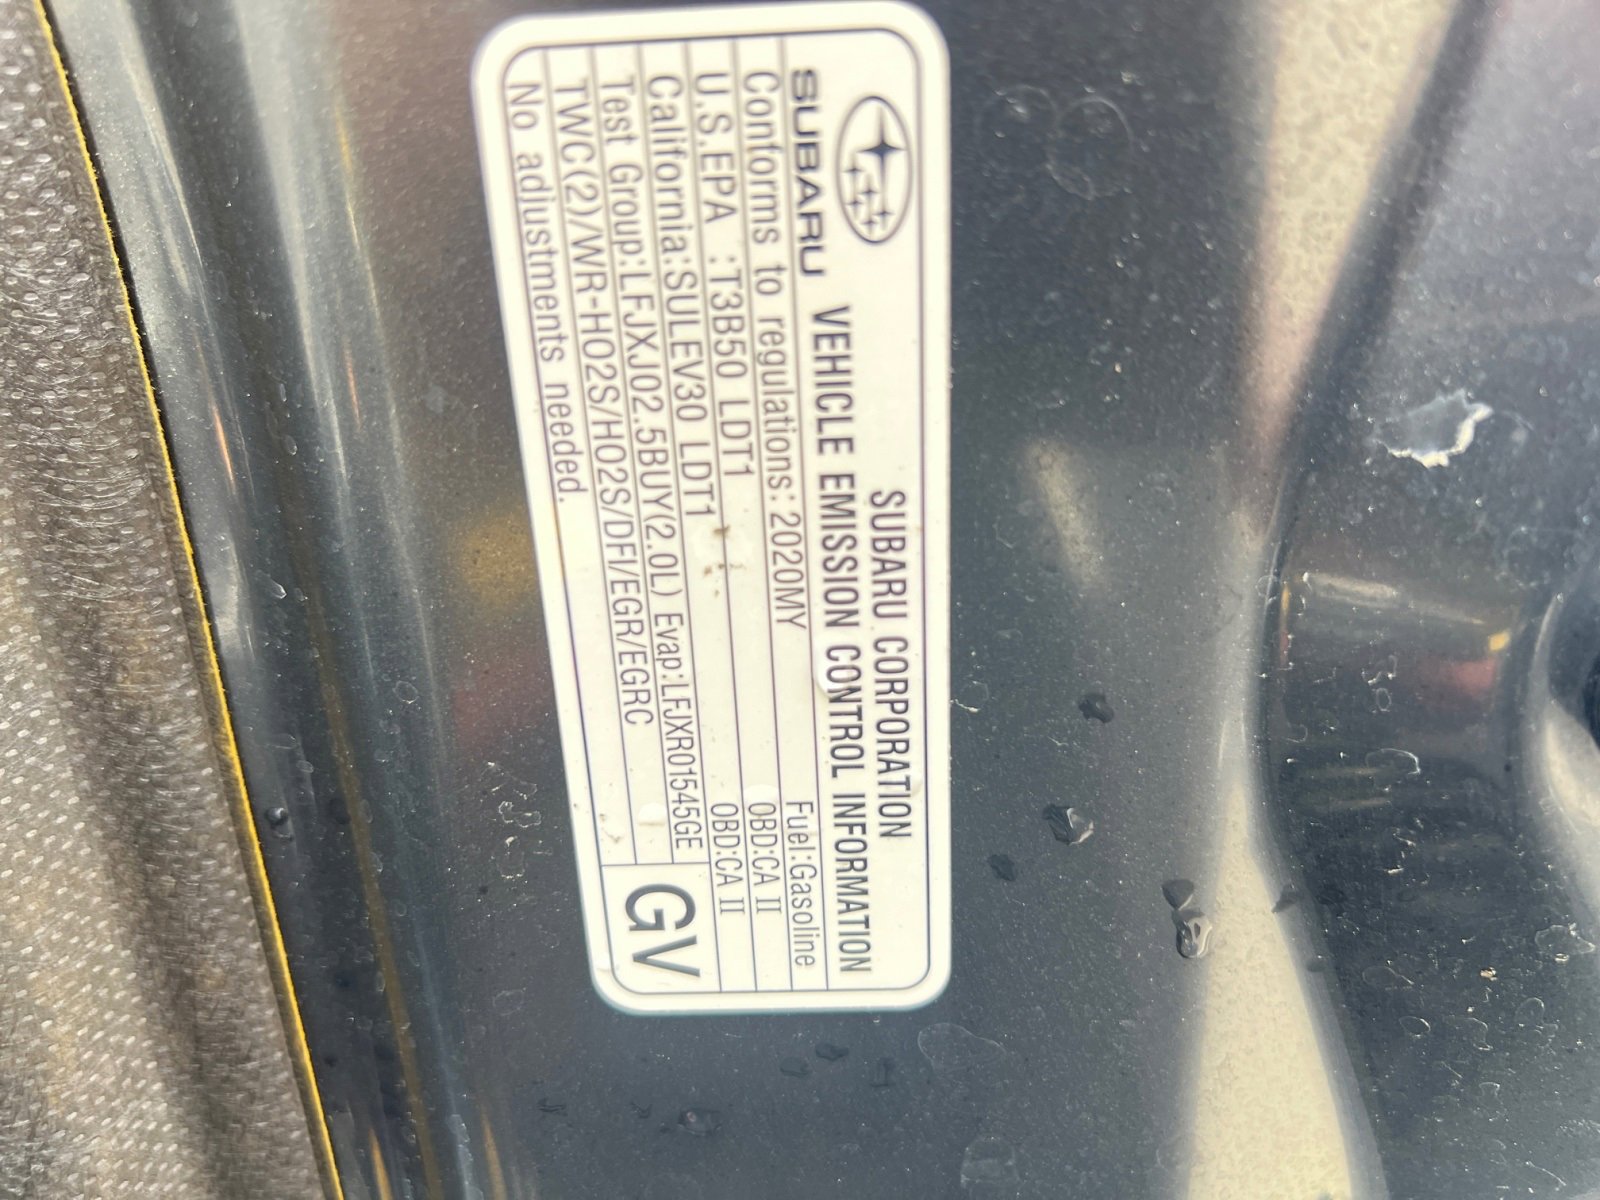 SUBARU CORPORATION
SUBARU VEHICLE EMISSION CONTROL INFORMATION
Conforms to regulations: 2020MY Fuel:Gasoline
U.S.EPA :T3B50 LDT1 OBD:CA II
California:SULEV30 LDT1 OBD:CA II
Test Group:LFJXJ02.5BUY(2.0L) Evap:LFJXR01545GE
TWC(2)/WR-HO2S/HO2S/DFI/EGR/EGRC
No adjustments needed.
GV